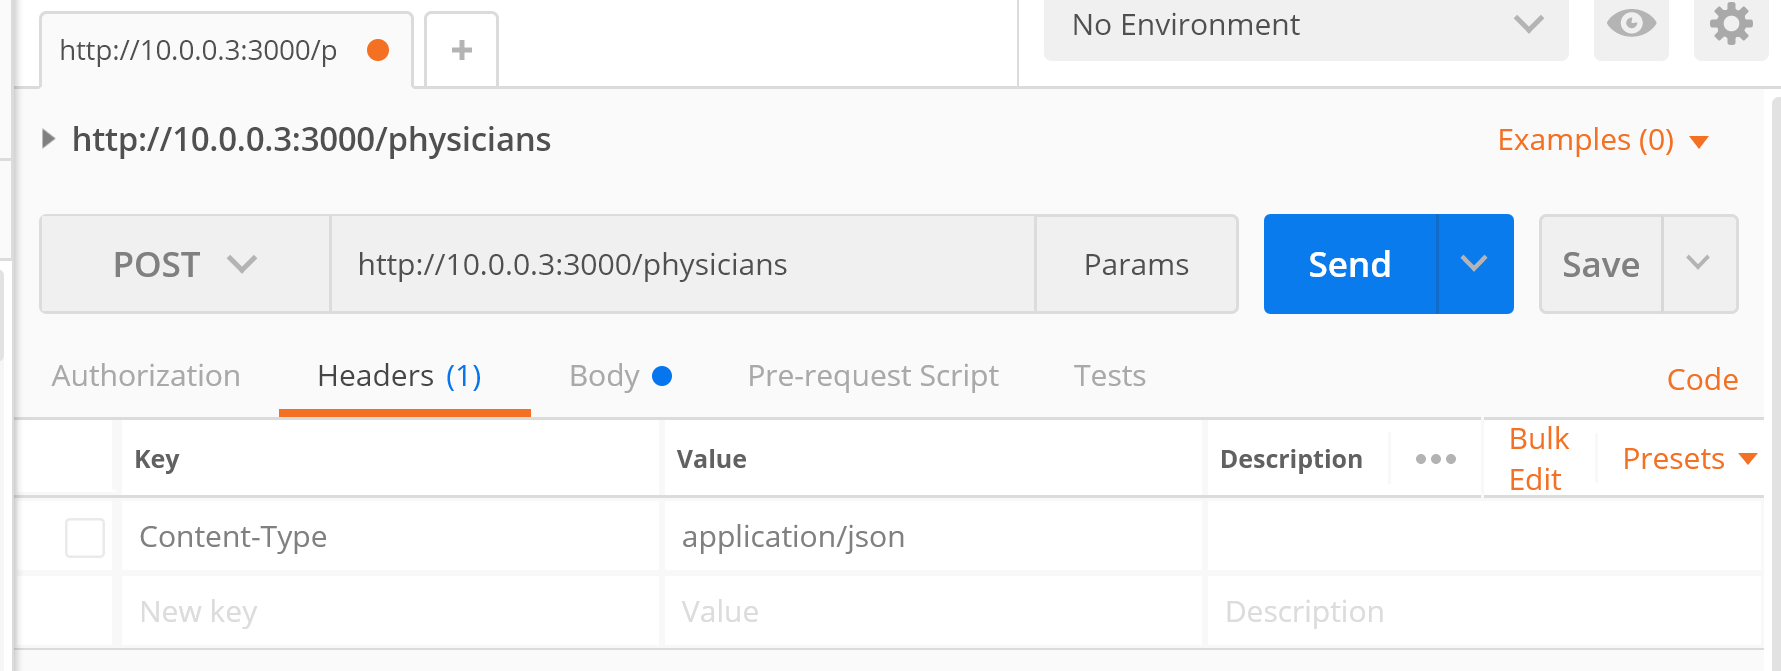 http://10.0.0.3:3000/p
+
No Environment
http://10.0.0.3:3000/physicians
Examples (0)
POST
http://10.0.0.3:3000/physicians
Params
Send
Save
Authorization
Headers (1)
Body
Pre-request Script
Tests
Code
Key
Value
Description
Bulk
Edit
Presets
Content-Type
application/json
New key
Value
Description